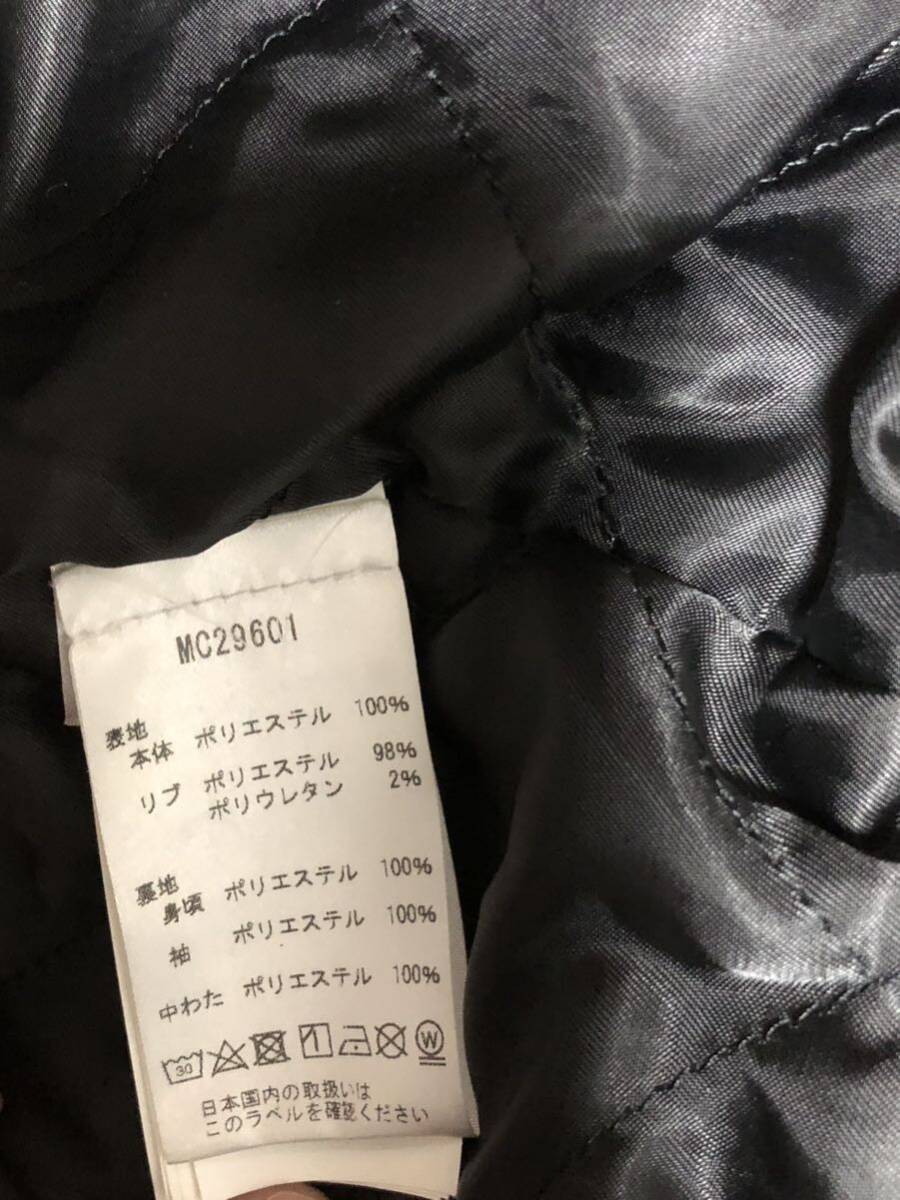 MC29601
表地
本体 ポリエステル 100%
リブ ポリエステル 98%
ポリウレタン 2%
裏地
身頃 ポリエステル 100%
袖 ポリエステル 100%
中わた ポリエステル 100%
30 W
日本国内の取扱いは
このラベルを確認ください